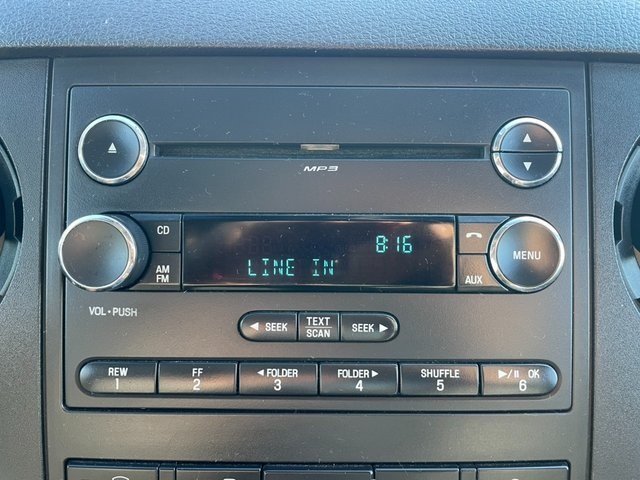 MP3
CD
8:16
LINE IN
AM
FM
AUX
MENU
VOL•PUSH
◄ SEEK
TEXT
SCAN
SEEK ►
REW
1
FF
2
◄ FOLDER
3
FOLDER ►
4
SHUFFLE
5
►/II OK
6